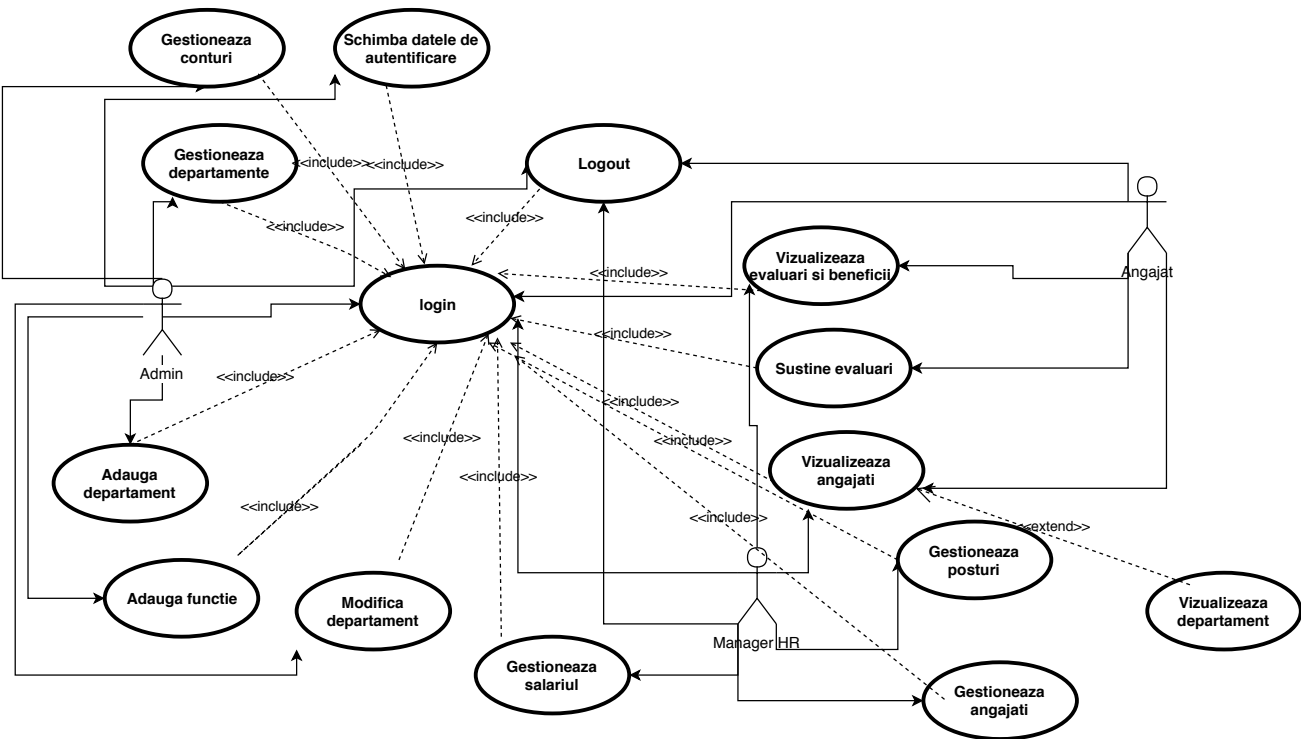 Gestioneaza
conturi
Schimba datele de
autentificare
Gestioneaza
departamente
<<include>>
<<include>>
Logout
<<include>>
<<include>>
Vizualizeaza
evaluari si beneficii
<<include>>
Angajat
login
<<include>>
Sustine evaluari
Admin
<<include>>
<<include>>
<<include>>
<<include>>
Vizualizeaza
angajati
<<include>>
Adauga
departament
<<include>>
<<include>>
<<extend>>
Gestioneaza
posturi
Adauga functie
Modifica
departament
Vizualizeaza
departament
Manager HR
Gestioneaza
salariul
Gestioneaza
angajati